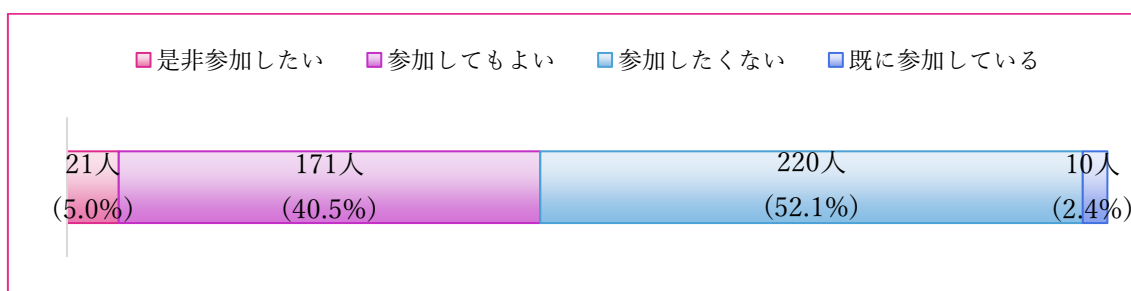 是非参加したい 参加してもよい 参加したくない 既に参加している
21人 171人 220人 10人
(5.0%) (40.5%) (52.1%) (2.4%)